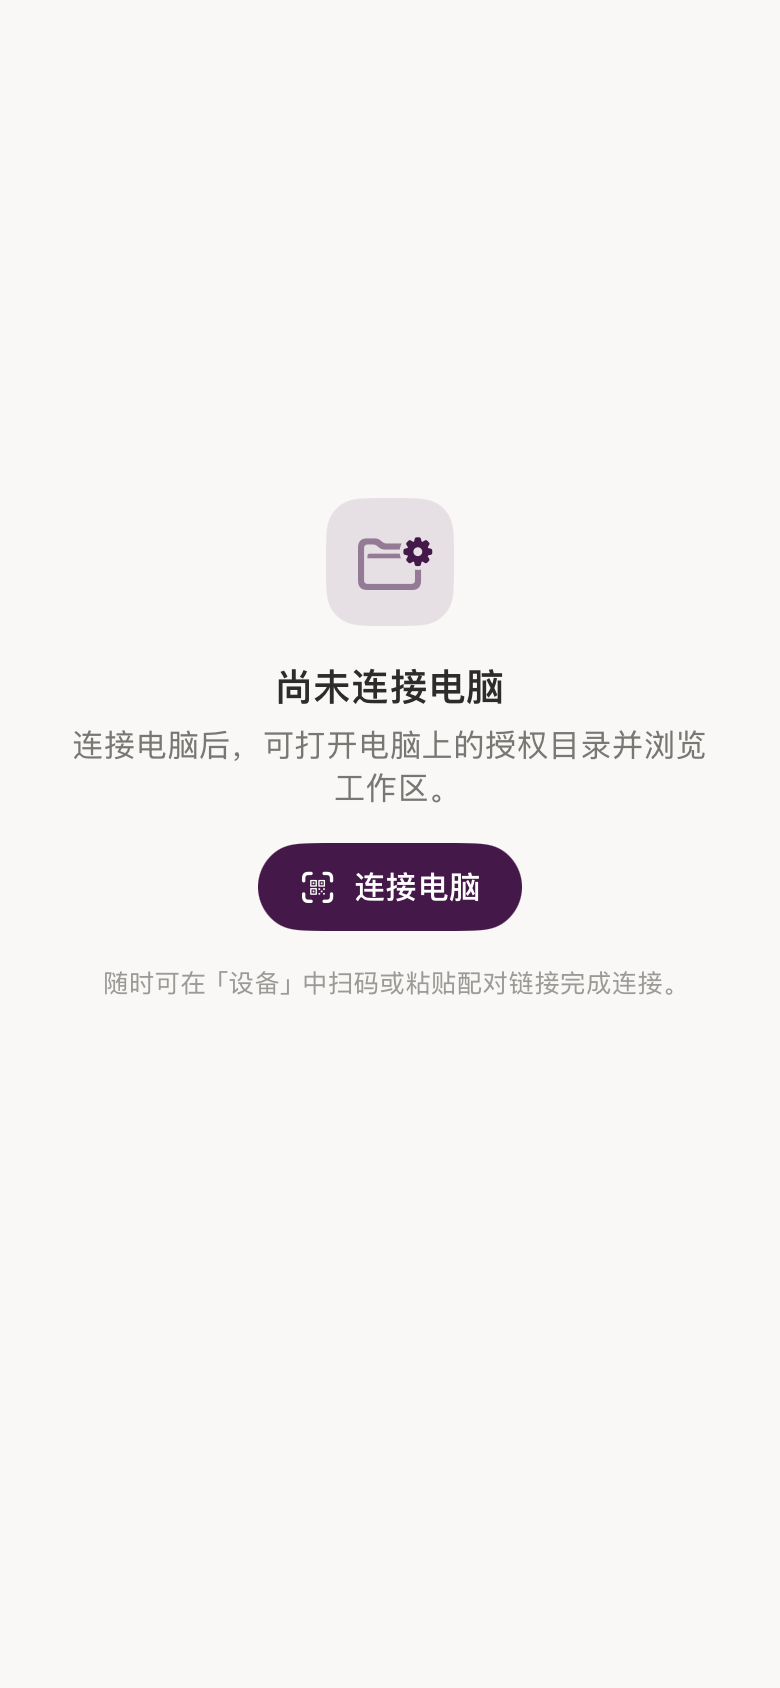 尚未连接电脑
连接电脑后，可打开电脑上的授权目录并浏览
工作区。
连接电脑
随时可在「设备」中扫码或粘贴配对链接完成连接。